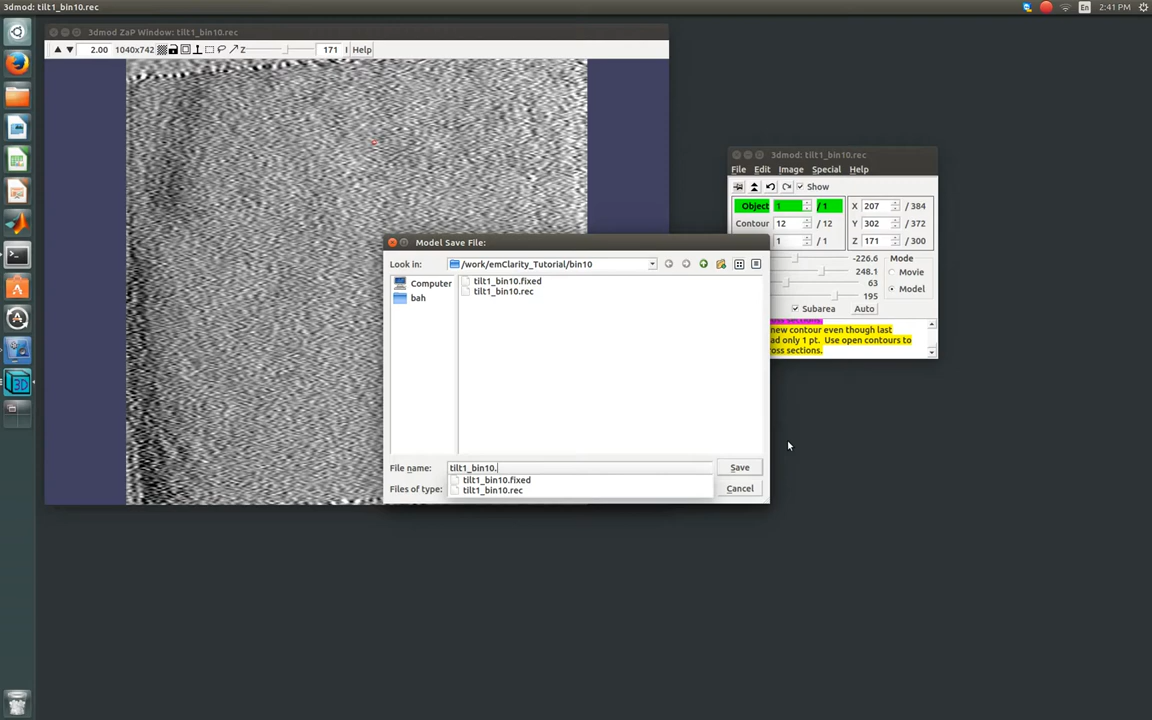 3dmod: tilt1_bin10.rec
En
2:41 PM
3dmod ZaP Window: tilt1_bin10.rec
2.00 1040x742 Z 171 Help
3dmod: tilt1_bin10.rec
File Edit Image Special Help
Show
Object 1 / 1 X 207 / 384
Contour 12 / 12 Y 302 / 372
1 / 1 Z 171 / 300
-226.6 Mode
248.1 Movie
63
195 Model
Subarea Auto
new contour even though last
ad only 1 pt. Use open contours to
oss sections.
Model Save File:
Look in: /work/emClarity_Tutorial/bin10
Computer
bah
tilt1_bin10.fixed
tilt1_bin10.rec
File name: tilt1_bin10. Save
tilt1_bin10.fixed
tilt1_bin10.rec
Files of type: Cancel